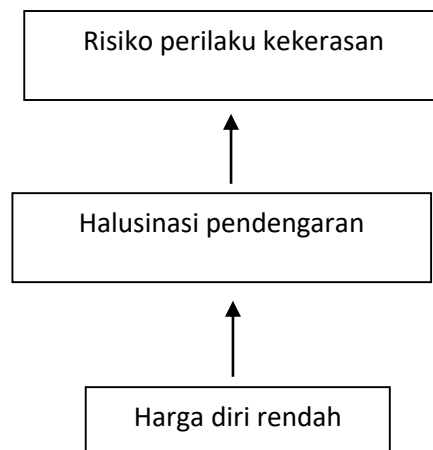 Risiko perilaku kekerasan
Halusinasi pendengaran
Harga diri rendah